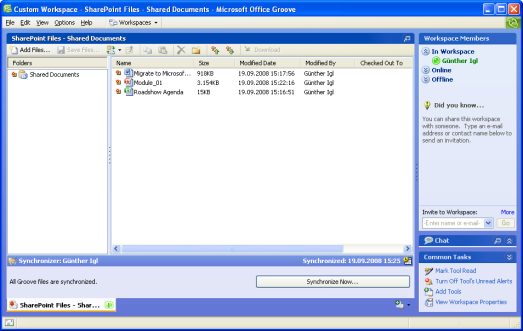 Custom Workspace - SharePoint Files - Shared Documents - Microsoft Office Groove
File Edit View Options Help Workspaces
SharePoint Files - Shared Documents
Add Files... Save Files... Download
Folders
Shared Documents
Name Size Modified Date Modified By Checked Out To
Migrate to Microsof... 918KB 19.09.2008 15:17:56 Günther Igl
Module_01 3.154KB 19.09.2008 15:22:16 Günther Igl
Roadshow Agenda 15KB 19.09.2008 15:16:51 Günther Igl
Synchronizer: Günther Igl Synchronized: 19.09.2008 15:25
All Groove files are synchronized. Synchronize Now...
SharePoint Files - Shar...
Workspace Members
In Workspace
Günther Igl
Online
Offline
Did you know...
You can share this workspace
with someone. Type an e-mail
address or contact name below to
send an invitation.
Invite to Workspace: More
-Enter name or e-mail- Go
Chat
Common Tasks
Mark Tool Read
Turn Off Tool's Unread Alerts
Add Tools
View Workspace Properties